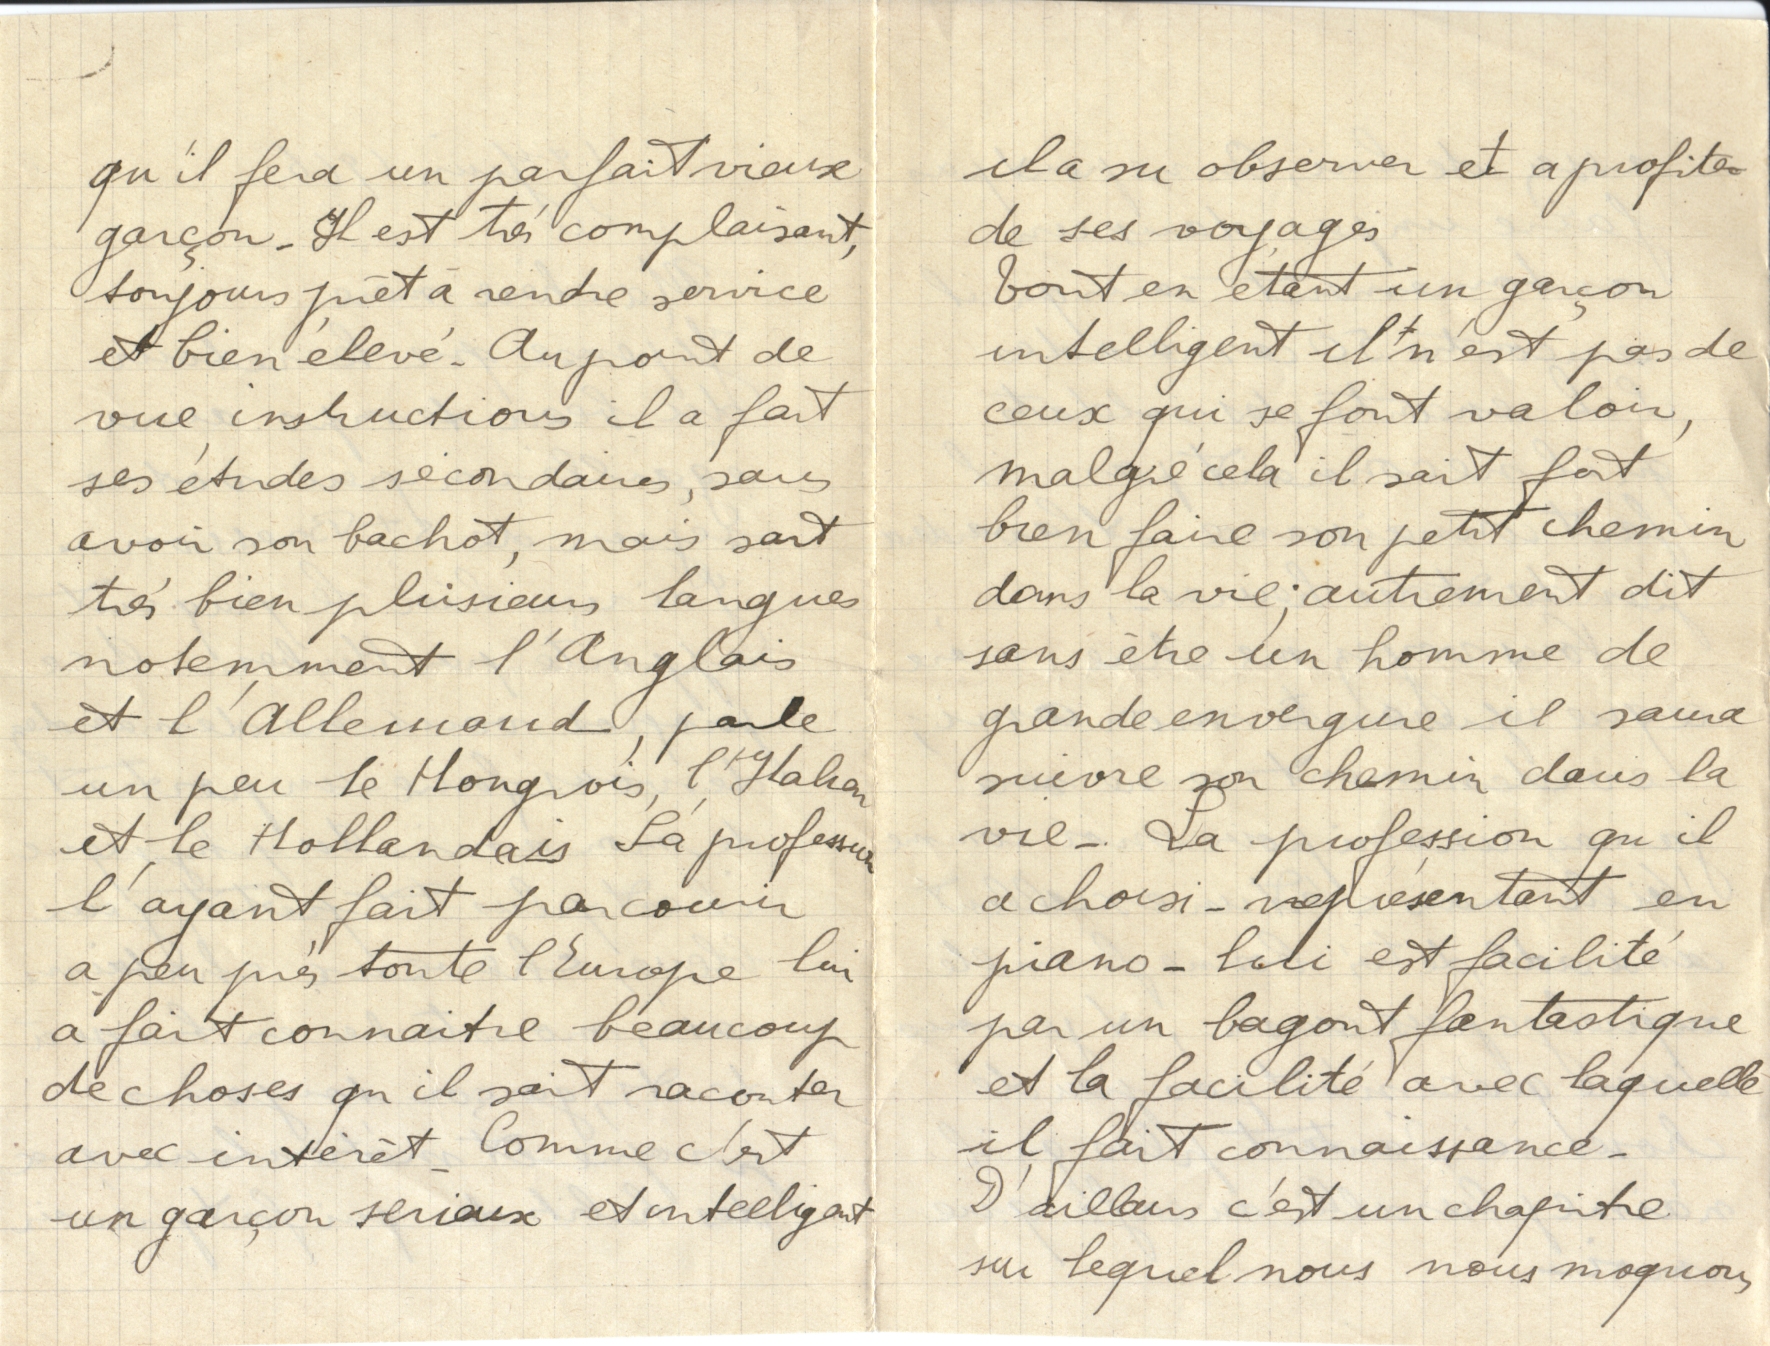 qu'il fera un parfait vieux
garçon - Il est trés complaisant,
toujours prêt à rendre service
et bien élevé - Au point de
vue instructions il a fait
ses études sécondaires, sans
avoir son bachot, mais sait
trés bien plusieurs langues
notemment l'Anglais
et l'Allemand, parle
un peu le Hongrois, l'Italien
et le Hollandais Sa profession
l'ayant fait parcourir
a peu prés toute l'Europe lui
a fait connaitre beaucoup
de choses qu'il sait raconter
avec intérêt - Comme c'est
un garçon serieux et intelligent
il a su observer et a profiter
de ses voyages
Tout en étant un garçon
intelligent il n'est pas de
ceux qui se font valoir,
malgré cela il sait fort
bien faire son petit chemin
dans la vie; autrement dit
sans être un homme de
grande envergure il saura
suivre son chemin dans la
vie - La profession qu'il
a choisi - représentant en
piano - lui est facilité
par un bagout fantastique
et la facilité avec laquelle
il fait connaissance -
D'ailleurs c'est un chapitre
sur lequel nous nous moquons